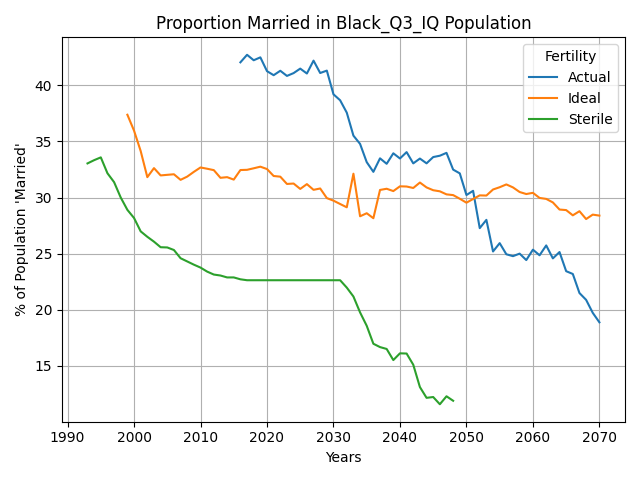 Proportion Married in Black_Q3_IQ Population
% of Population 'Married'
40
35
30
25
20
15
Fertility
Actual
Ideal
Sterile
1990 2000 2010 2020 2030 2040 2050 2060 2070
Years